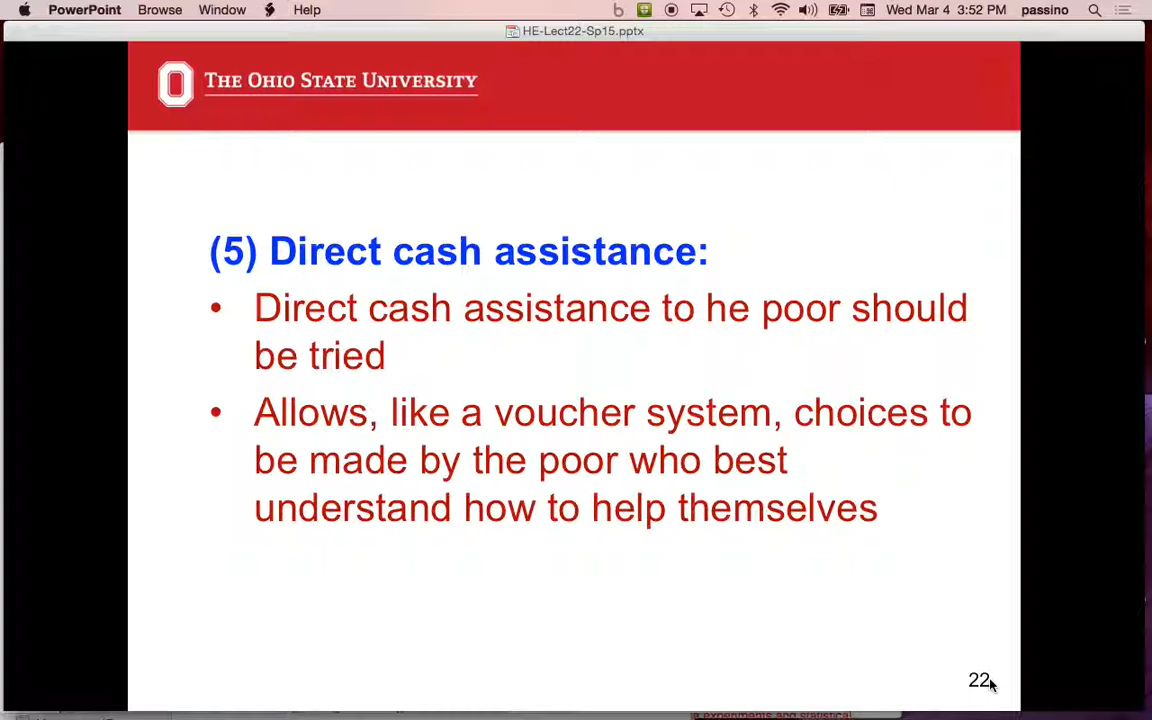 PowerPoint Browse Window Help Wed Mar 4 3:52 PM passino
HE-Lect22-Sp15.pptx
THE OHIO STATE UNIVERSITY
(5) Direct cash assistance:
• Direct cash assistance to he poor should
be tried
• Allows, like a voucher system, choices to
be made by the poor who best
understand how to help themselves
22